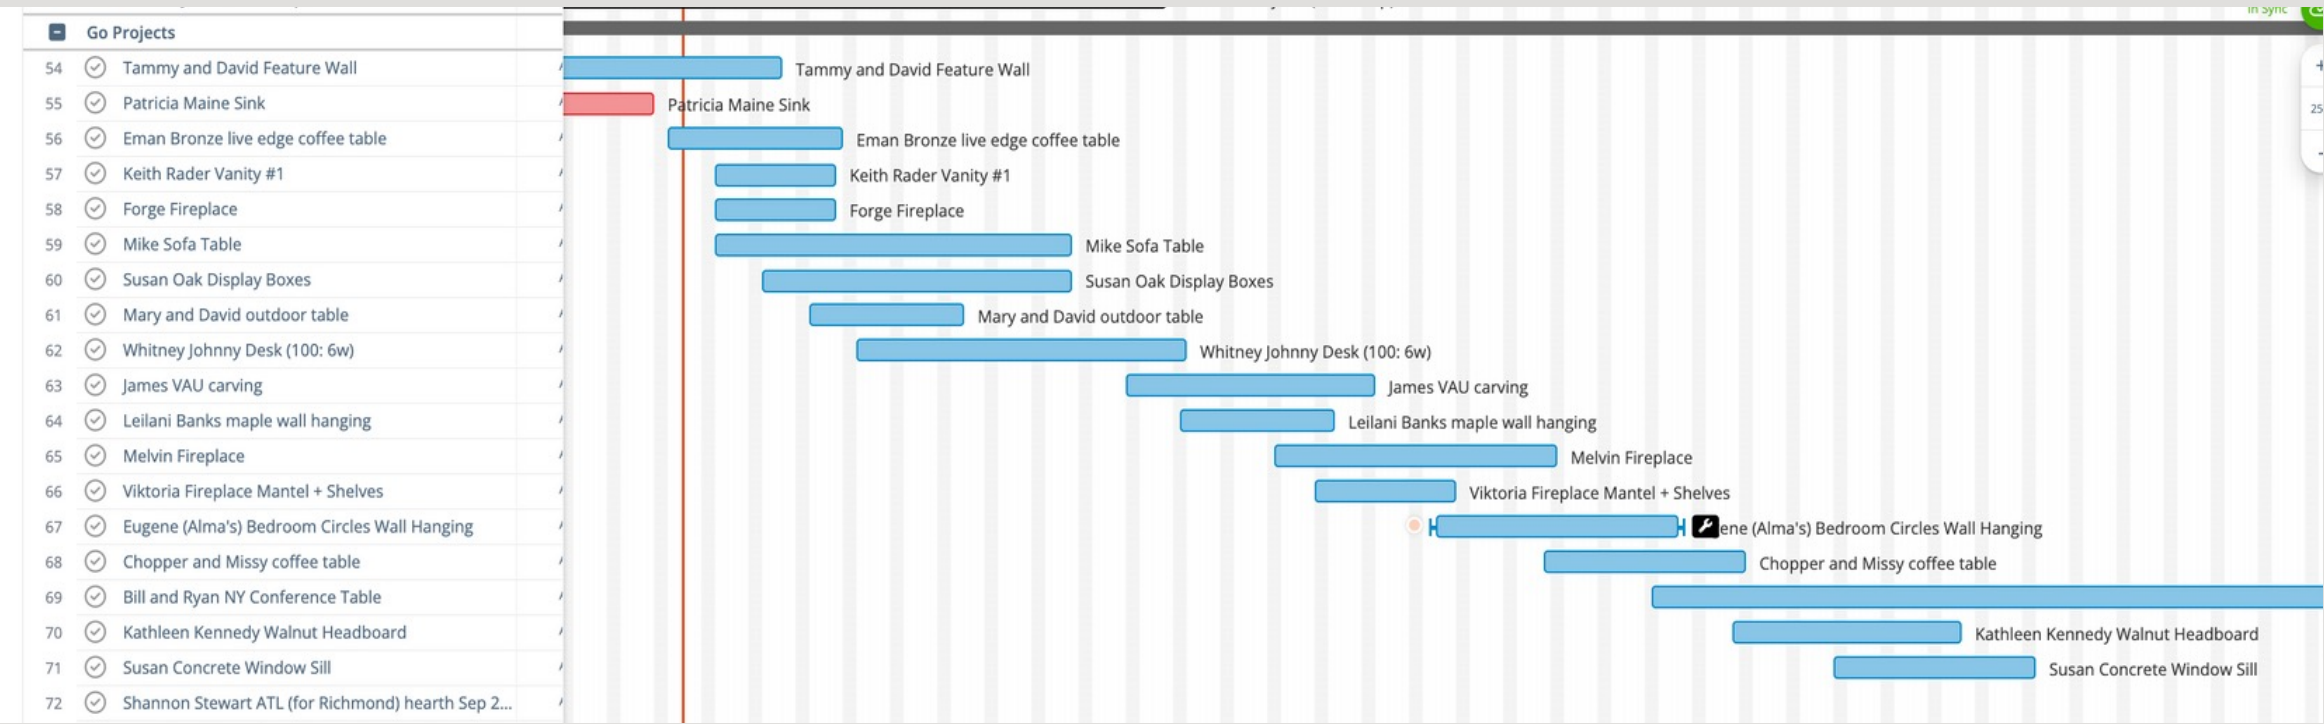 In Sync
Go Projects
54 Tammy and David Feature Wall Tammy and David Feature Wall
55 Patricia Maine Sink Patricia Maine Sink
25
56 Eman Bronze live edge coffee table Eman Bronze live edge coffee table
57 Keith Rader Vanity #1 Keith Rader Vanity #1
58 Forge Fireplace Forge Fireplace
59 Mike Sofa Table Mike Sofa Table
60 Susan Oak Display Boxes Susan Oak Display Boxes
61 Mary and David outdoor table Mary and David outdoor table
62 Whitney Johnny Desk (100: 6w) Whitney Johnny Desk (100: 6w)
63 James VAU carving James VAU carving
64 Leilani Banks maple wall hanging Leilani Banks maple wall hanging
65 Melvin Fireplace Melvin Fireplace
66 Viktoria Fireplace Mantel + Shelves Viktoria Fireplace Mantel + Shelves
67 Eugene (Alma's) Bedroom Circles Wall Hanging ene (Alma's) Bedroom Circles Wall Hanging
68 Chopper and Missy coffee table Chopper and Missy coffee table
69 Bill and Ryan NY Conference Table
70 Kathleen Kennedy Walnut Headboard Kathleen Kennedy Walnut Headboard
71 Susan Concrete Window Sill Susan Concrete Window Sill
72 Shannon Stewart ATL (for Richmond) hearth Sep 2...